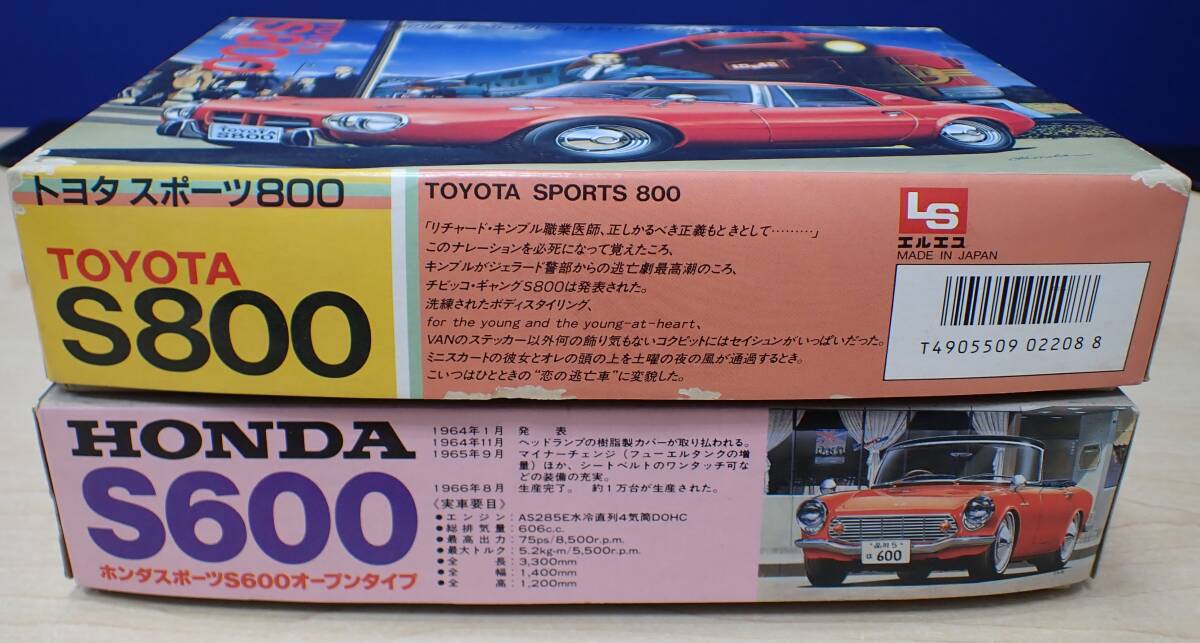 TOYOTA
S800
TOYOTA
S800
トヨタ スポーツ800
TOYOTA
S800
TOYOTA SPORTS 800
「リチャード・キンブル職業医師、正しかるべき正義もときとして………」
このナレーションを必死になって覚えたころ、
キンブルがジェラード警部からの逃亡劇最高潮のころ、
チビッコ・ギャングS800は発表された。
洗練されたボディスタイリング、
for the young and the young-at-heart、
VANのステッカー以外何の飾り気もないコクピットにはセイシュンがいっぱいだった。
ミニスカートの彼女とオレの頭の上を土曜の夜の風が通過するとき。
こいつはひとときの"恋の逃亡車"に変貌した。
LS
エルエス
MADE IN JAPAN
T4905509 02208 8
HONDA
S600
ホンダスポーツS600オープンタイプ
1964年1月 発 表
1964年11月 ヘッドランプの樹脂製カバーが取り払われる。
1965年9月 マイナーチェンジ（フューエルタンクの増
量）ほか、シートベルトのワンタッチ可な
どの装備の充実。
1966年8月 生産完了。 約1万台が生産された。
〈実車要目〉
●エンジン：AS285E水冷直列4気筒DOHC
●総排気量：606c.c.
●最高出力：75ps/8,500r.p.m.
●最大トルク：5.2kg-m/5,500r.p.m.
●全 長：3,300mm
●全 幅：1,400mm
●全 高：1,200mm
品川5
は 600